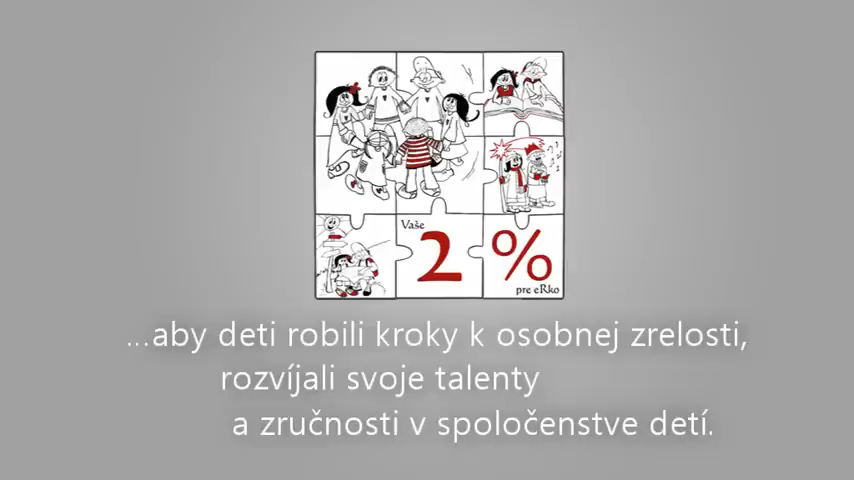 Vaše
2 %
pre eRko
...aby deti robili kroky k osobnej zrelosti,
rozvíjali svoje talenty
a zručnosti v spoločenstve detí.